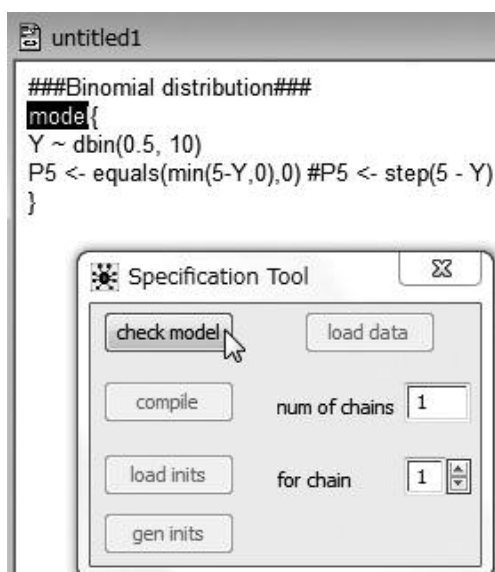 untitled1
###Binomial distribution###
model{
Y ~ dbin(0.5, 10)
P5 <- equals(min(5-Y,0),0) #P5 <- step(5 - Y)
}
Specification Tool
check model
load data
compile
num of chains 1
load inits
for chain 1
gen inits